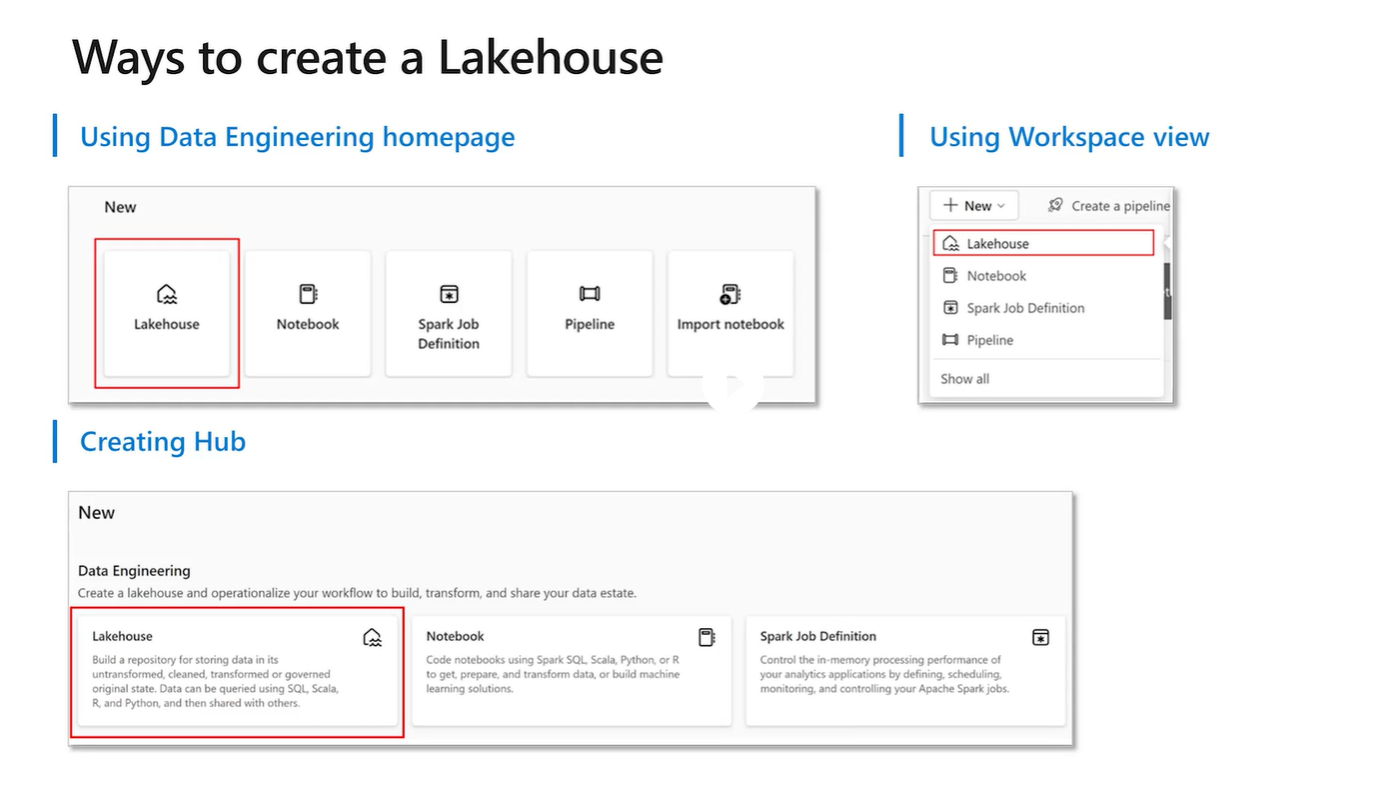 Ways to create a Lakehouse
Using Data Engineering homepage
New
Lakehouse
Notebook
Spark Job
Definition
Pipeline
Import notebook
Using Workspace view
New
Create a pipeline
Lakehouse
Notebook
Spark Job Definition
Pipeline
Show all
Creating Hub
New
Data Engineering
Create a lakehouse and operationalize your workflow to build, transform, and share your data estate.
Lakehouse
Build a repository for storing data in its
untransformed, cleaned, transformed or governed
original state. Data can be queried using SQL, Scala,
R, and Python, and then shared with others.
Notebook
Code notebooks using Spark SQL, Scala, Python, or R
to get, prepare, and transform data, or build machine
learning solutions.
Spark Job Definition
Control the in-memory processing performance of
your analytics applications by defining, scheduling,
monitoring, and controlling your Apache Spark jobs.